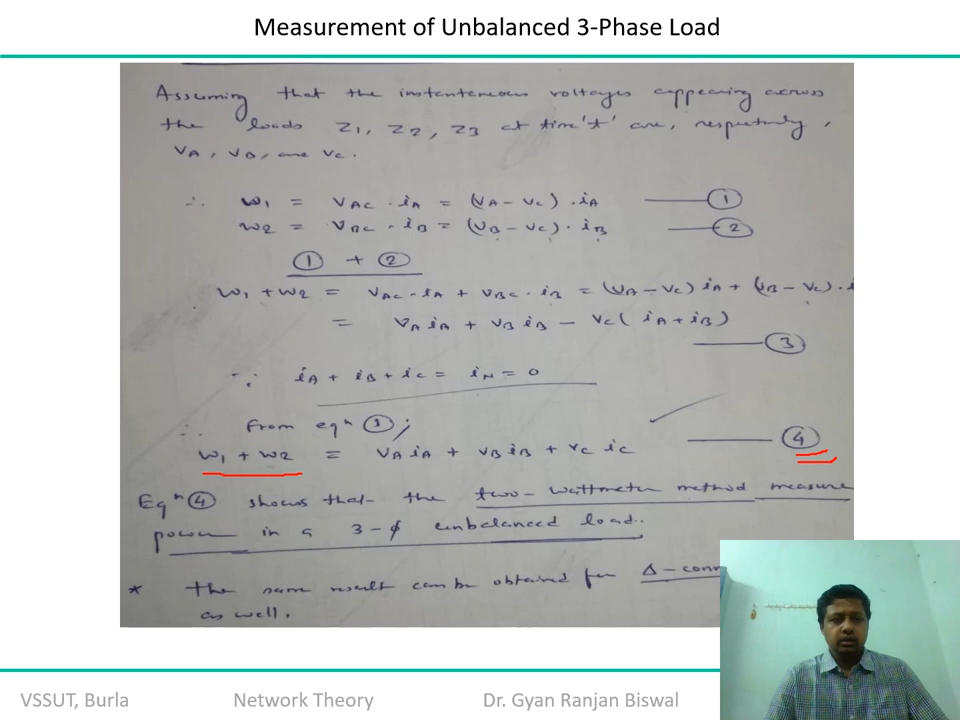 Measurement of Unbalanced 3-Phase Load
Assuming that the instantaneous voltages appearing across
the loads Z1, Z2, Z3 at time 't' are, respectively,
VA, VB, and VC.
∴ W1 = VAC · iA = (VA - VC) · iA ——— ①
W2 = VBC · iB = (VB - VC) · iB ——— ②
① + ②
W1 + W2 = VAC · iA + VBC · iB = (VA - VC) iA + (VB - VC) · i
= VA iA + VB iB - VC (iA + iB)
——— ③
∵ iA + iB + iC = iN = 0
∴ From eqn ③;
W1 + W2 = VA iA + VB iB + VC iC ——— ④
Eqn ④ shows that the two-wattmeter method measure
power in a 3-ϕ unbalanced load.
* The same result can be obtained for Δ-conn
as well.
VSSUT, Burla Network Theory Dr. Gyan Ranjan Biswal